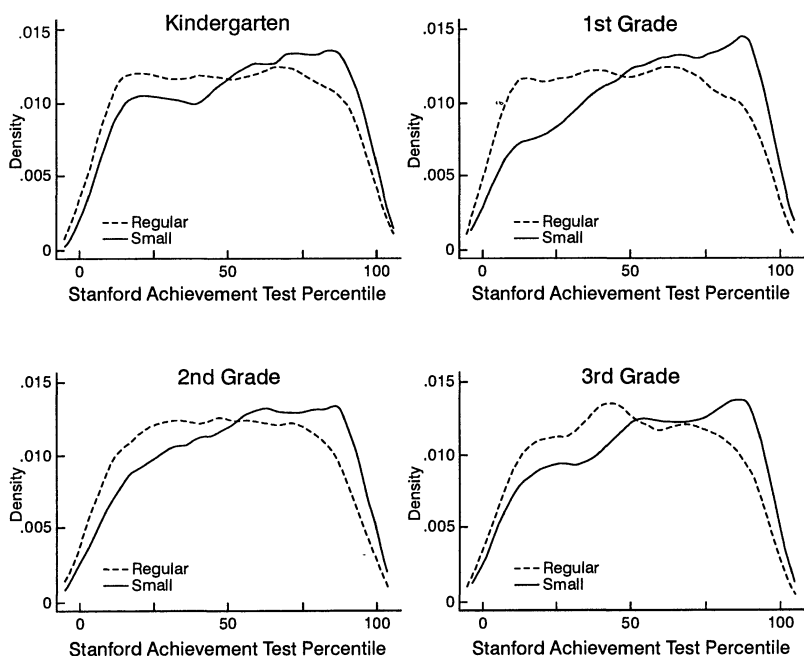 Kindergarten
.015
.010
.005
0
Density
Regular
Small
0 50 100
Stanford Achievement Test Percentile
1st Grade
.015
.010
.005
0
Density
Regular
Small
0 50 100
Stanford Achievement Test Percentile
2nd Grade
.015
.010
.005
0
Density
Regular
Small
0 50 100
Stanford Achievement Test Percentile
3rd Grade
.015
.010
.005
0
Density
Regular
Small
0 50 100
Stanford Achievement Test Percentile